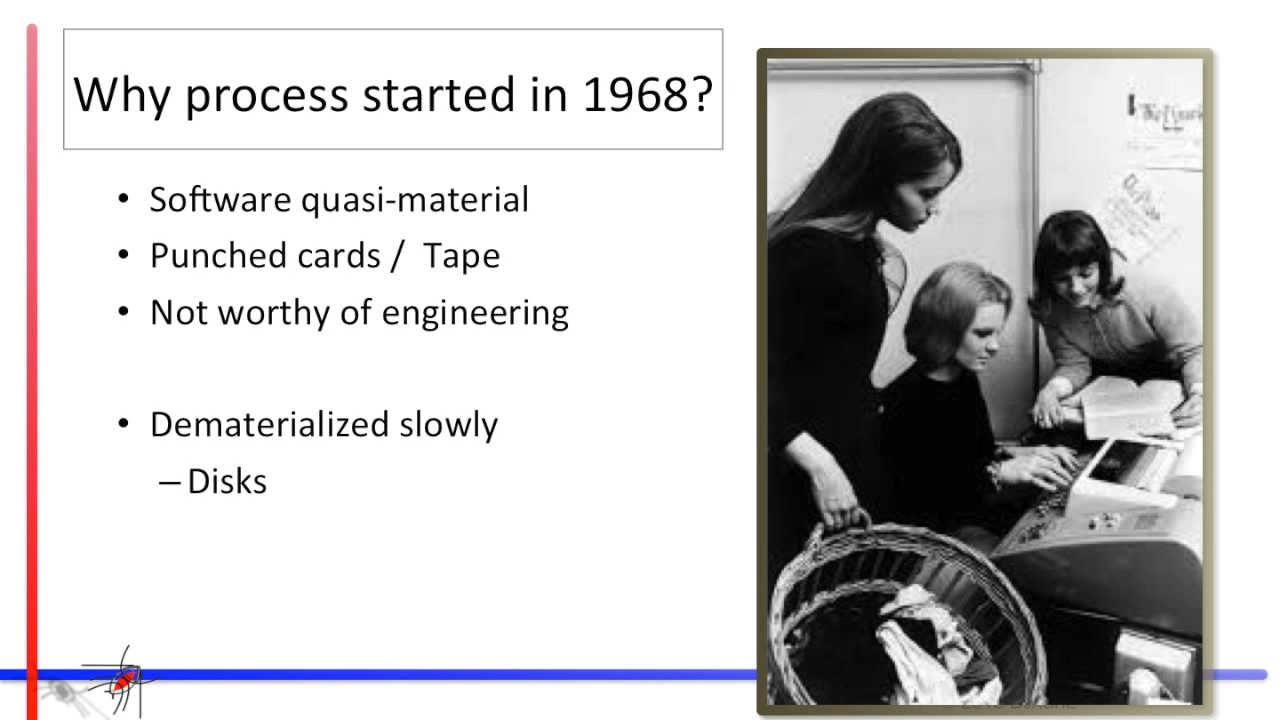 Why process started in 1968?
• Software quasi-material
• Punched cards / Tape
• Not worthy of engineering
• Dematerialized slowly
– Disks